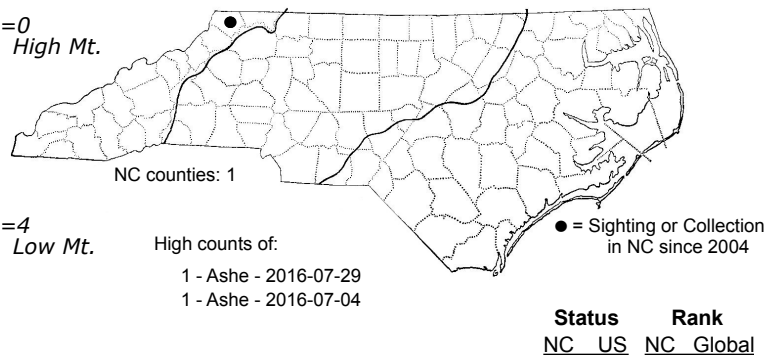 =0
High Mt.
NC counties: 1
=4
Low Mt.
High counts of:
1 - Ashe - 2016-07-29
1 - Ashe - 2016-07-04
● = Sighting or Collection
in NC since 2004
Status Rank
NC US NC Global